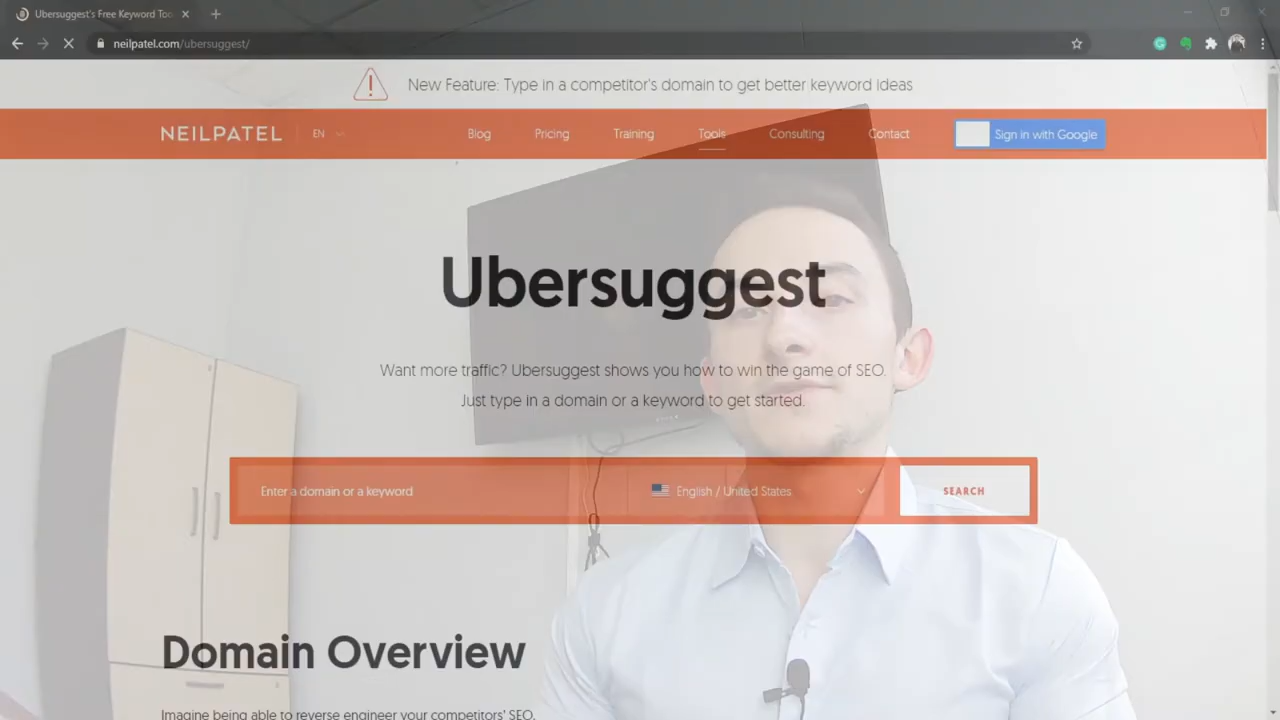 Ubersuggest's Free Keyword Too
neilpatel.com/ubersuggest/
New Feature: Type in a competitor's domain to get better keyword ideas
NEILPATEL EN Blog Pricing Training Tools Consulting Contact Sign in with Google
Ubersuggest
Want more traffic? Ubersuggest shows you how to win the game of SEO.
Just type in a domain or a keyword to get started.
Enter a domain or a keyword English / United States SEARCH
Domain Overview
Imagine being able to reverse engineer your competitors' SEO,